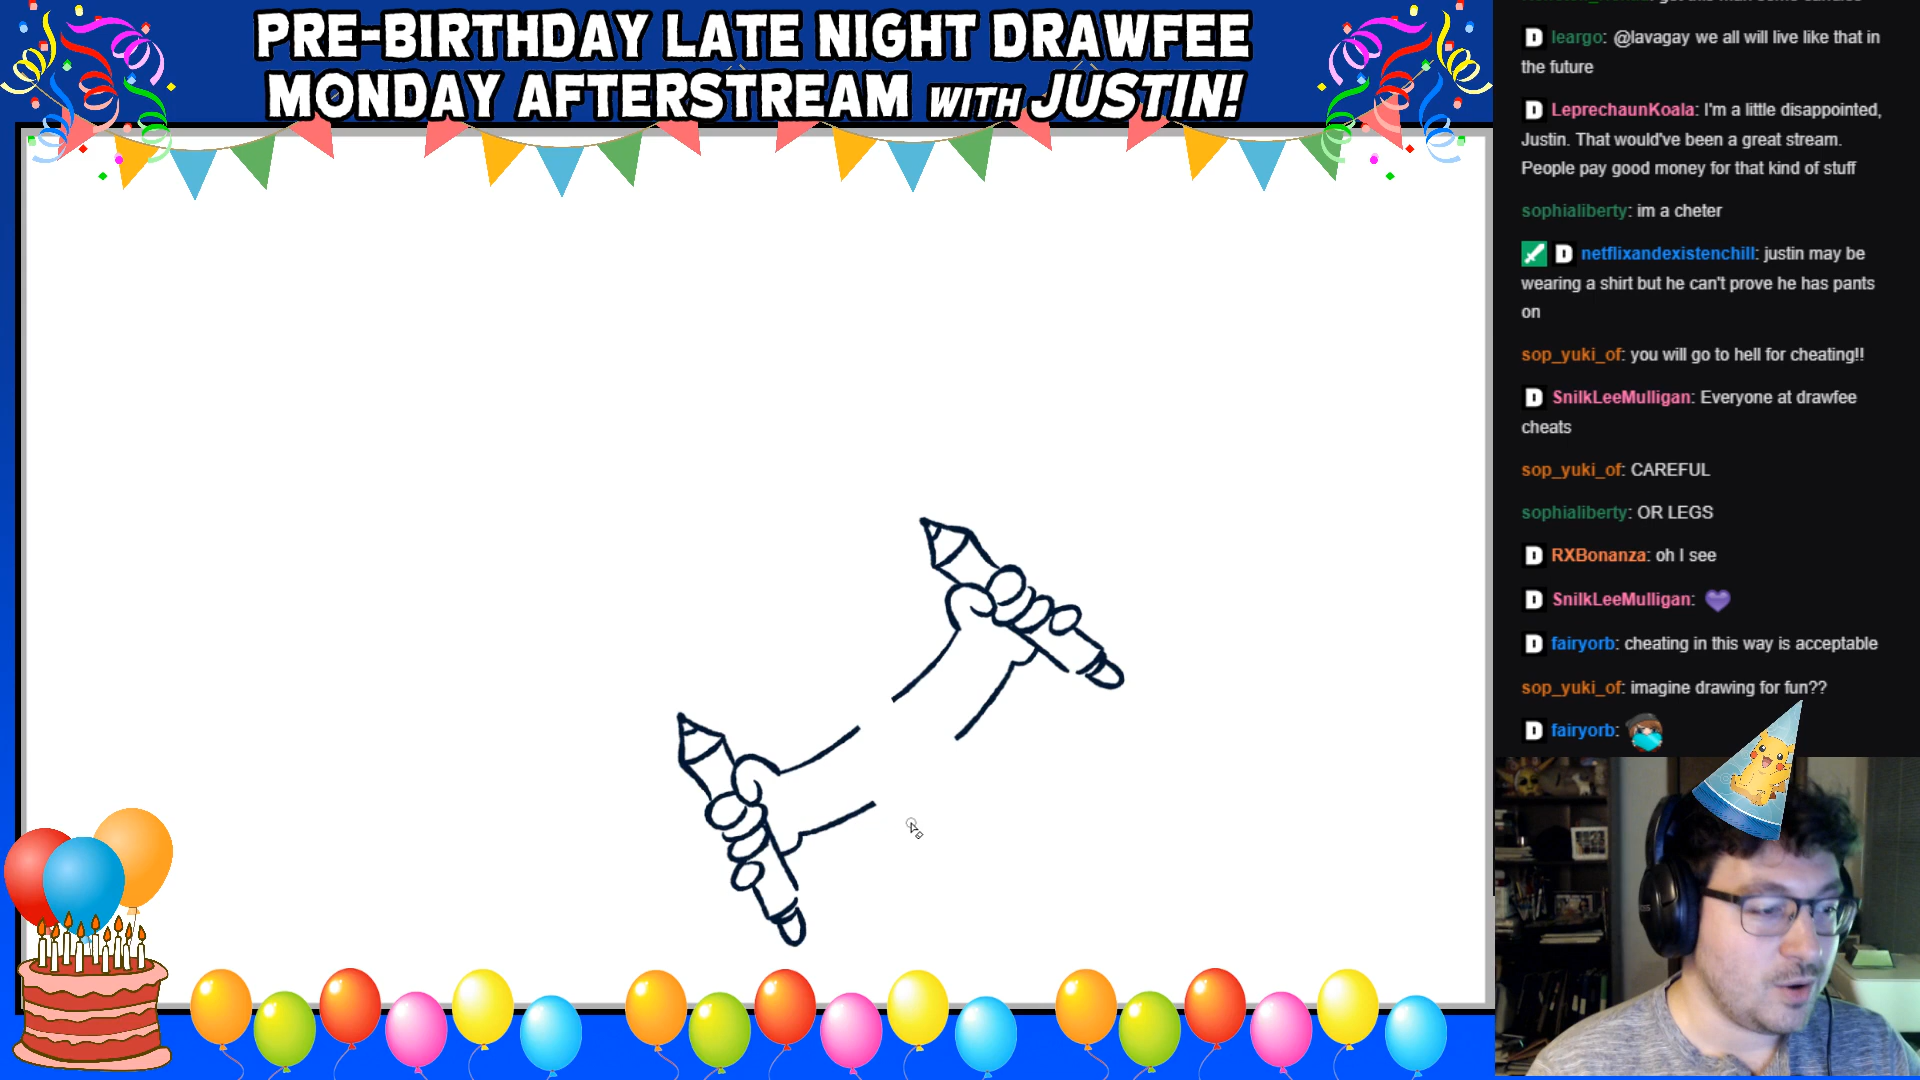 PRE-BIRTHDAY LATE NIGHT DRAWFEE
MONDAY AFTERSTREAM WITH JUSTIN!
leargo: @lavagay we all will live like that in
the future
LeprechaunKoala: I'm a little disappointed,
Justin. That would've been a great stream.
People pay good money for that kind of stuff
sophialiberty: im a cheter
netflixandexistenchill: justin may be
wearing a shirt but he can't prove he has pants
on
sop_yuki_of: you will go to hell for cheating!!
SnilkLeeMulligan: Everyone at drawfee
cheats
sop_yuki_of: CAREFUL
sophialiberty: OR LEGS
RXBonanza: oh I see
SnilkLeeMulligan:
fairyorb: cheating in this way is acceptable
sop_yuki_of: imagine drawing for fun??
fairyorb: